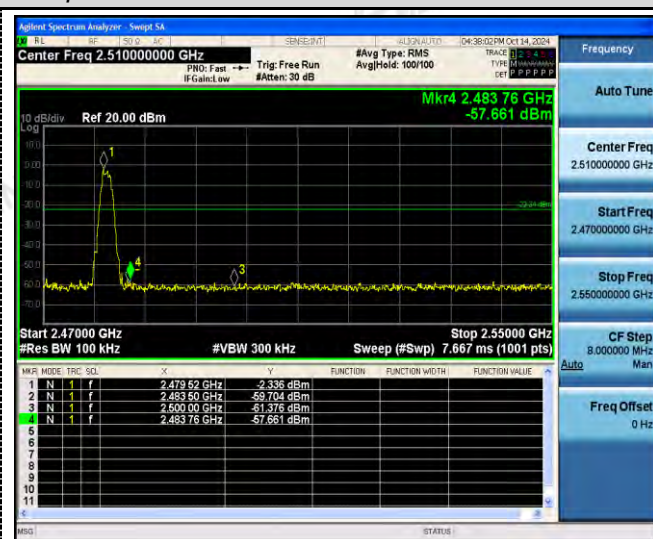 Agilent Spectrum Analyzer - Swept SA
RL RF 50 Ω AC SENSE:INT ALIGN AUTO 04:38:02 PM Oct 14, 2024
Center Freq 2.510000000 GHz
PNO: Fast
IFGain:Low
Trig: Free Run
#Atten: 30 dB
#Avg Type: RMS
Avg|Hold: 100/100
TRACE 1 2 3 4 5 6
TYPE
DET P P P P P P
Mkr4 2.483 76 GHz
-57.661 dBm
10 dB/div Ref 20.00 dBm
Log
10.0
0.00
-10.0
-20.0
-30.0
-40.0
-50.0
-60.0
-70.0
1
4
3
Start 2.47000 GHz Stop 2.55000 GHz
#Res BW 100 kHz #VBW 300 kHz Sweep (#Swp) 7.667 ms (1001 pts)
MKR MODE TRC SCL X Y FUNCTION FUNCTION WIDTH FUNCTION VALUE
1 N 1 f 2.479 52 GHz -2.336 dBm
2 N 1 f 2.483 50 GHz -59.704 dBm
3 N 1 f 2.500 00 GHz -61.376 dBm
4 N 1 f 2.483 76 GHz -57.661 dBm
5
6
7
8
9
10
11
MSG STATUS
Frequency
Auto Tune
Center Freq
2.510000000 GHz
Start Freq
2.470000000 GHz
Stop Freq
2.550000000 GHz
CF Step
8.000000 MHz
Auto Man
Freq Offset
0 Hz